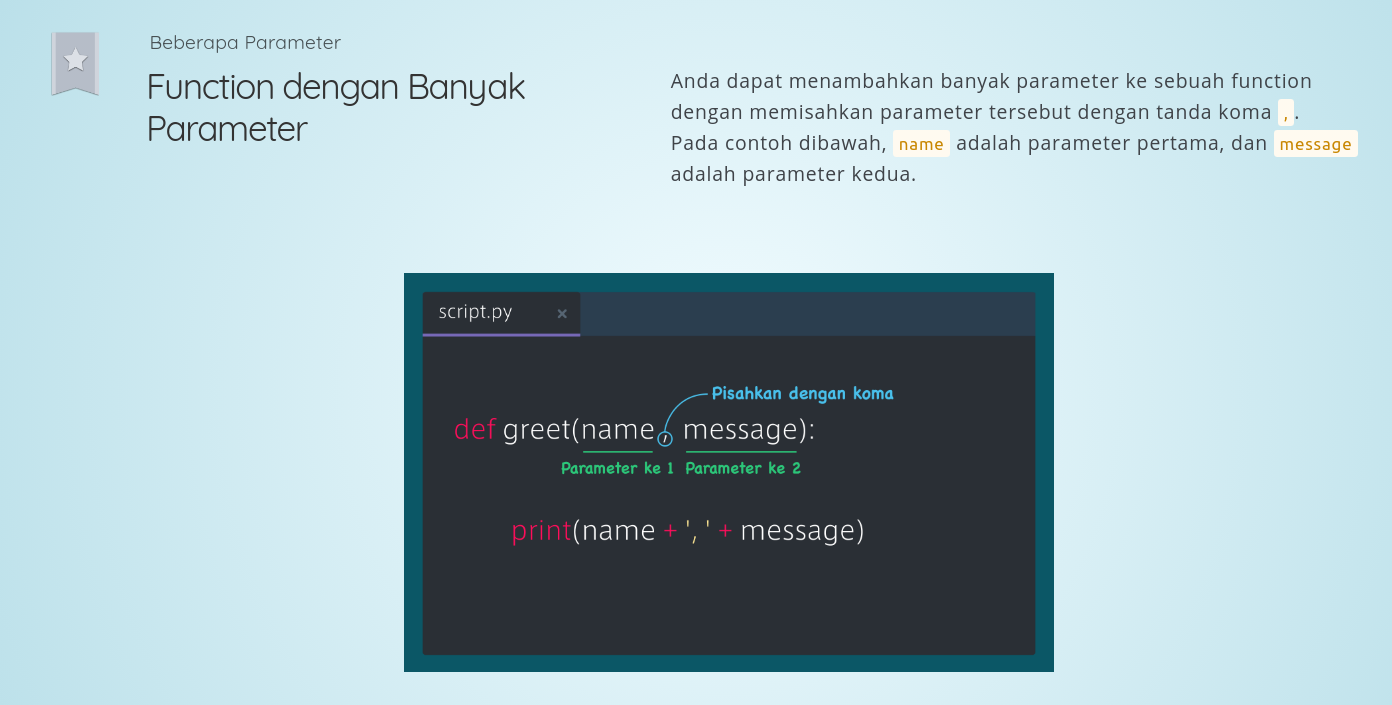 Beberapa Parameter
Function dengan Banyak
Parameter
Anda dapat menambahkan banyak parameter ke sebuah function
dengan memisahkan parameter tersebut dengan tanda koma , .
Pada contoh dibawah, name adalah parameter pertama, dan message
adalah parameter kedua.
script.py ×
Pisahkan dengan koma
def greet(name, message):
Parameter ke 1 Parameter ke 2
print(name + ', ' + message)